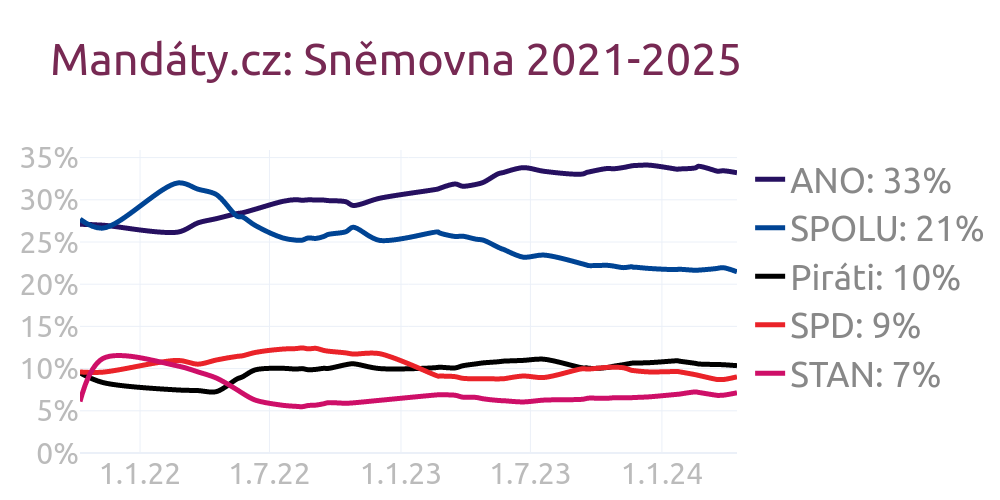 Mandáty.cz: Sněmovna 2021-2025
35%
30%
25%
20%
15%
10%
5%
0%
1.1.22 1.7.22 1.1.23 1.7.23 1.1.24
ANO: 33%
SPOLU: 21%
Piráti: 10%
SPD: 9%
STAN: 7%